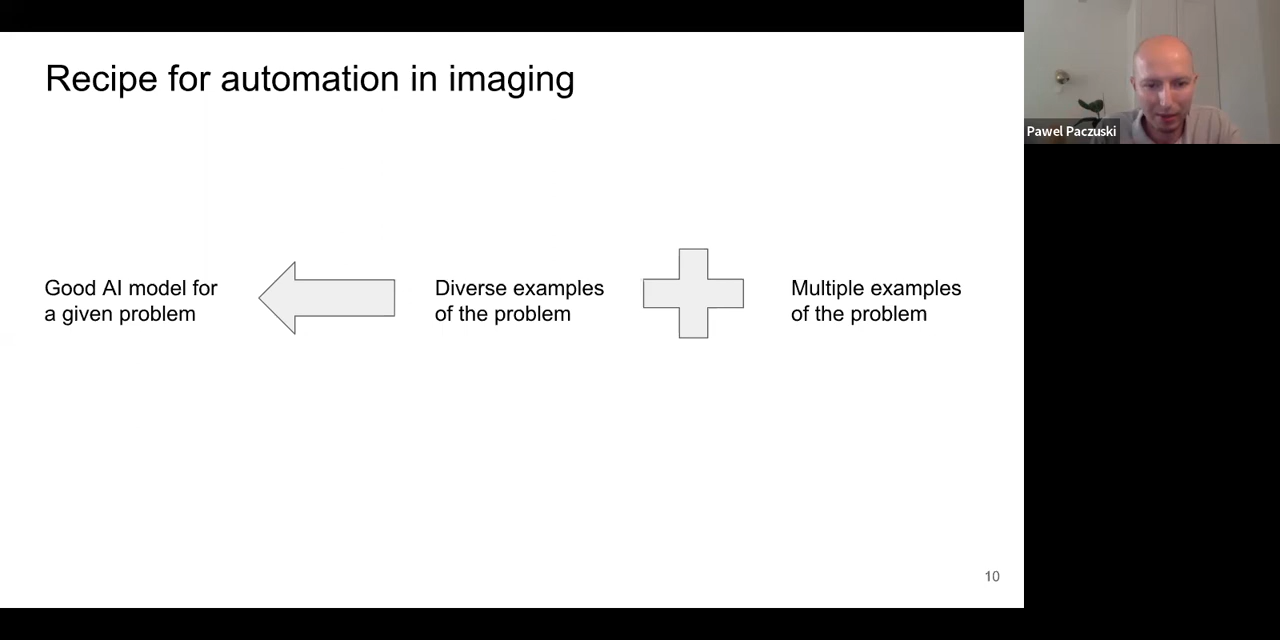 Recipe for automation in imaging
Pawel Paczuski
Good AI model for
a given problem
Diverse examples
of the problem
Multiple examples
of the problem
10